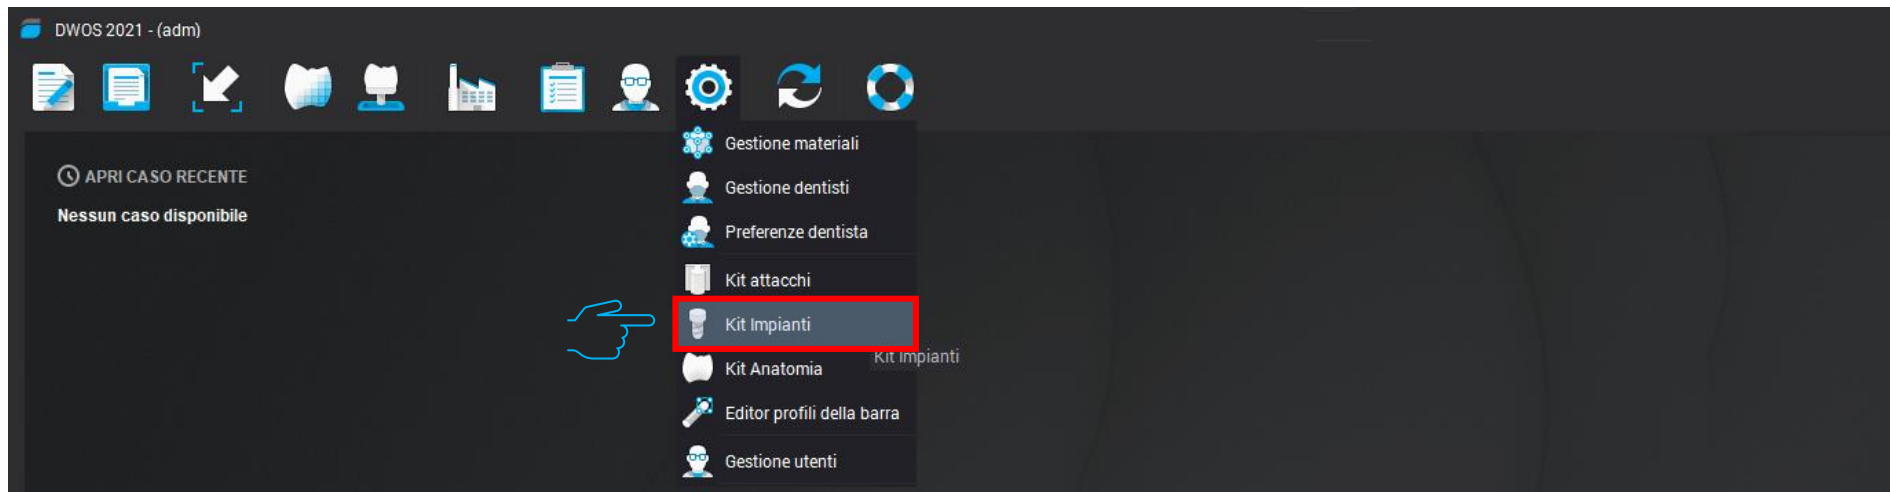 DWOS 2021 - (adm)
APRI CASO RECENTE
Nessun caso disponibile
Gestione materiali
Gestione dentisti
Preferenze dentista
Kit attacchi
Kit Impianti
Kit Impianti
Kit Anatomia
Editor profili della barra
Gestione utenti